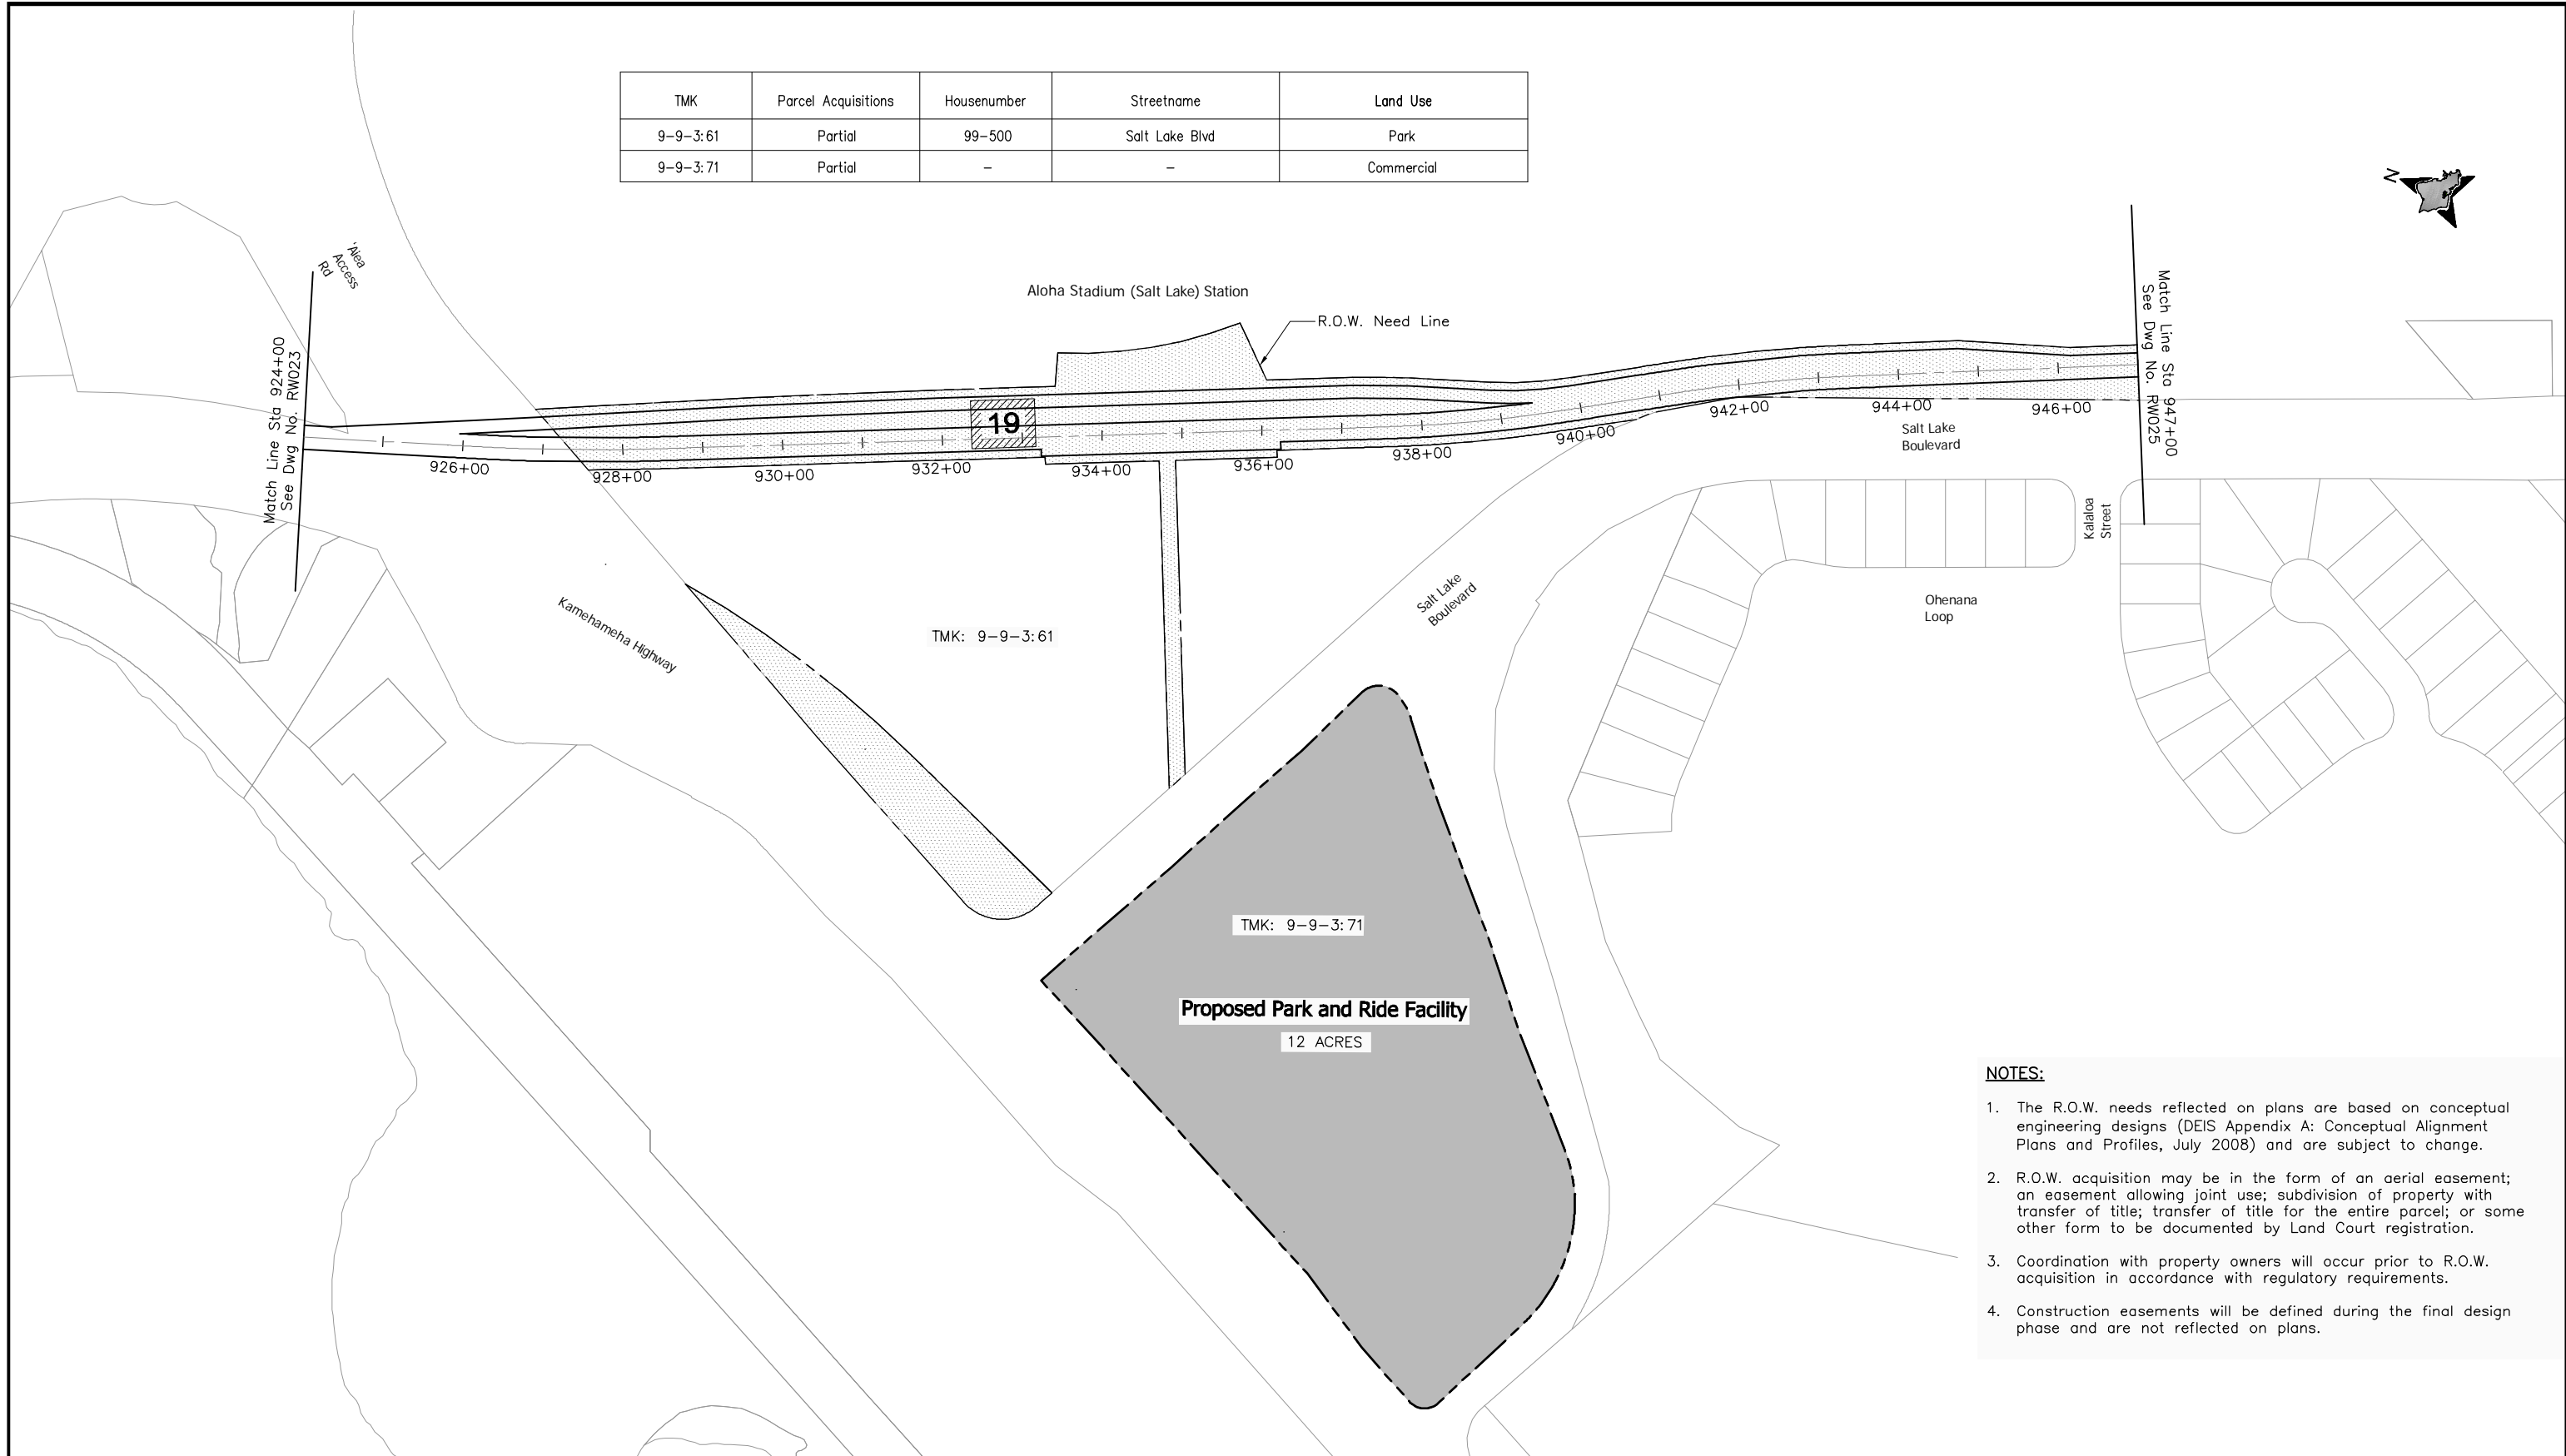 TMK Parcel Acquisitions Housenumber Streetname Land Use
9-9-3:61 Partial 99-500 Salt Lake Blvd Park
9-9-3:71 Partial - - Commercial
N
'Aiea
Access
Rd
Aloha Stadium (Salt Lake) Station
R.O.W. Need Line
Match Line Sta 924+00
See Dwg No. RW023
Match Line Sta 947+00
See Dwg No. RW025
19
926+00
928+00
930+00
932+00
934+00
936+00
938+00
940+00
942+00
944+00
946+00
Salt Lake
Boulevard
Kalaloa
Street
Kamehameha Highway
TMK: 9-9-3:61
Salt Lake
Boulevard
Ohenana
Loop
TMK: 9-9-3:71
Proposed Park and Ride Facility
12 ACRES
NOTES:
1. The R.O.W. needs reflected on plans are based on conceptual
engineering designs (DEIS Appendix A: Conceptual Alignment
Plans and Profiles, July 2008) and are subject to change.
2. R.O.W. acquisition may be in the form of an aerial easement;
an easement allowing joint use; subdivision of property with
transfer of title; transfer of title for the entire parcel; or some
other form to be documented by Land Court registration.
3. Coordination with property owners will occur prior to R.O.W.
acquisition in accordance with regulatory requirements.
4. Construction easements will be defined during the final design
phase and are not reflected on plans.